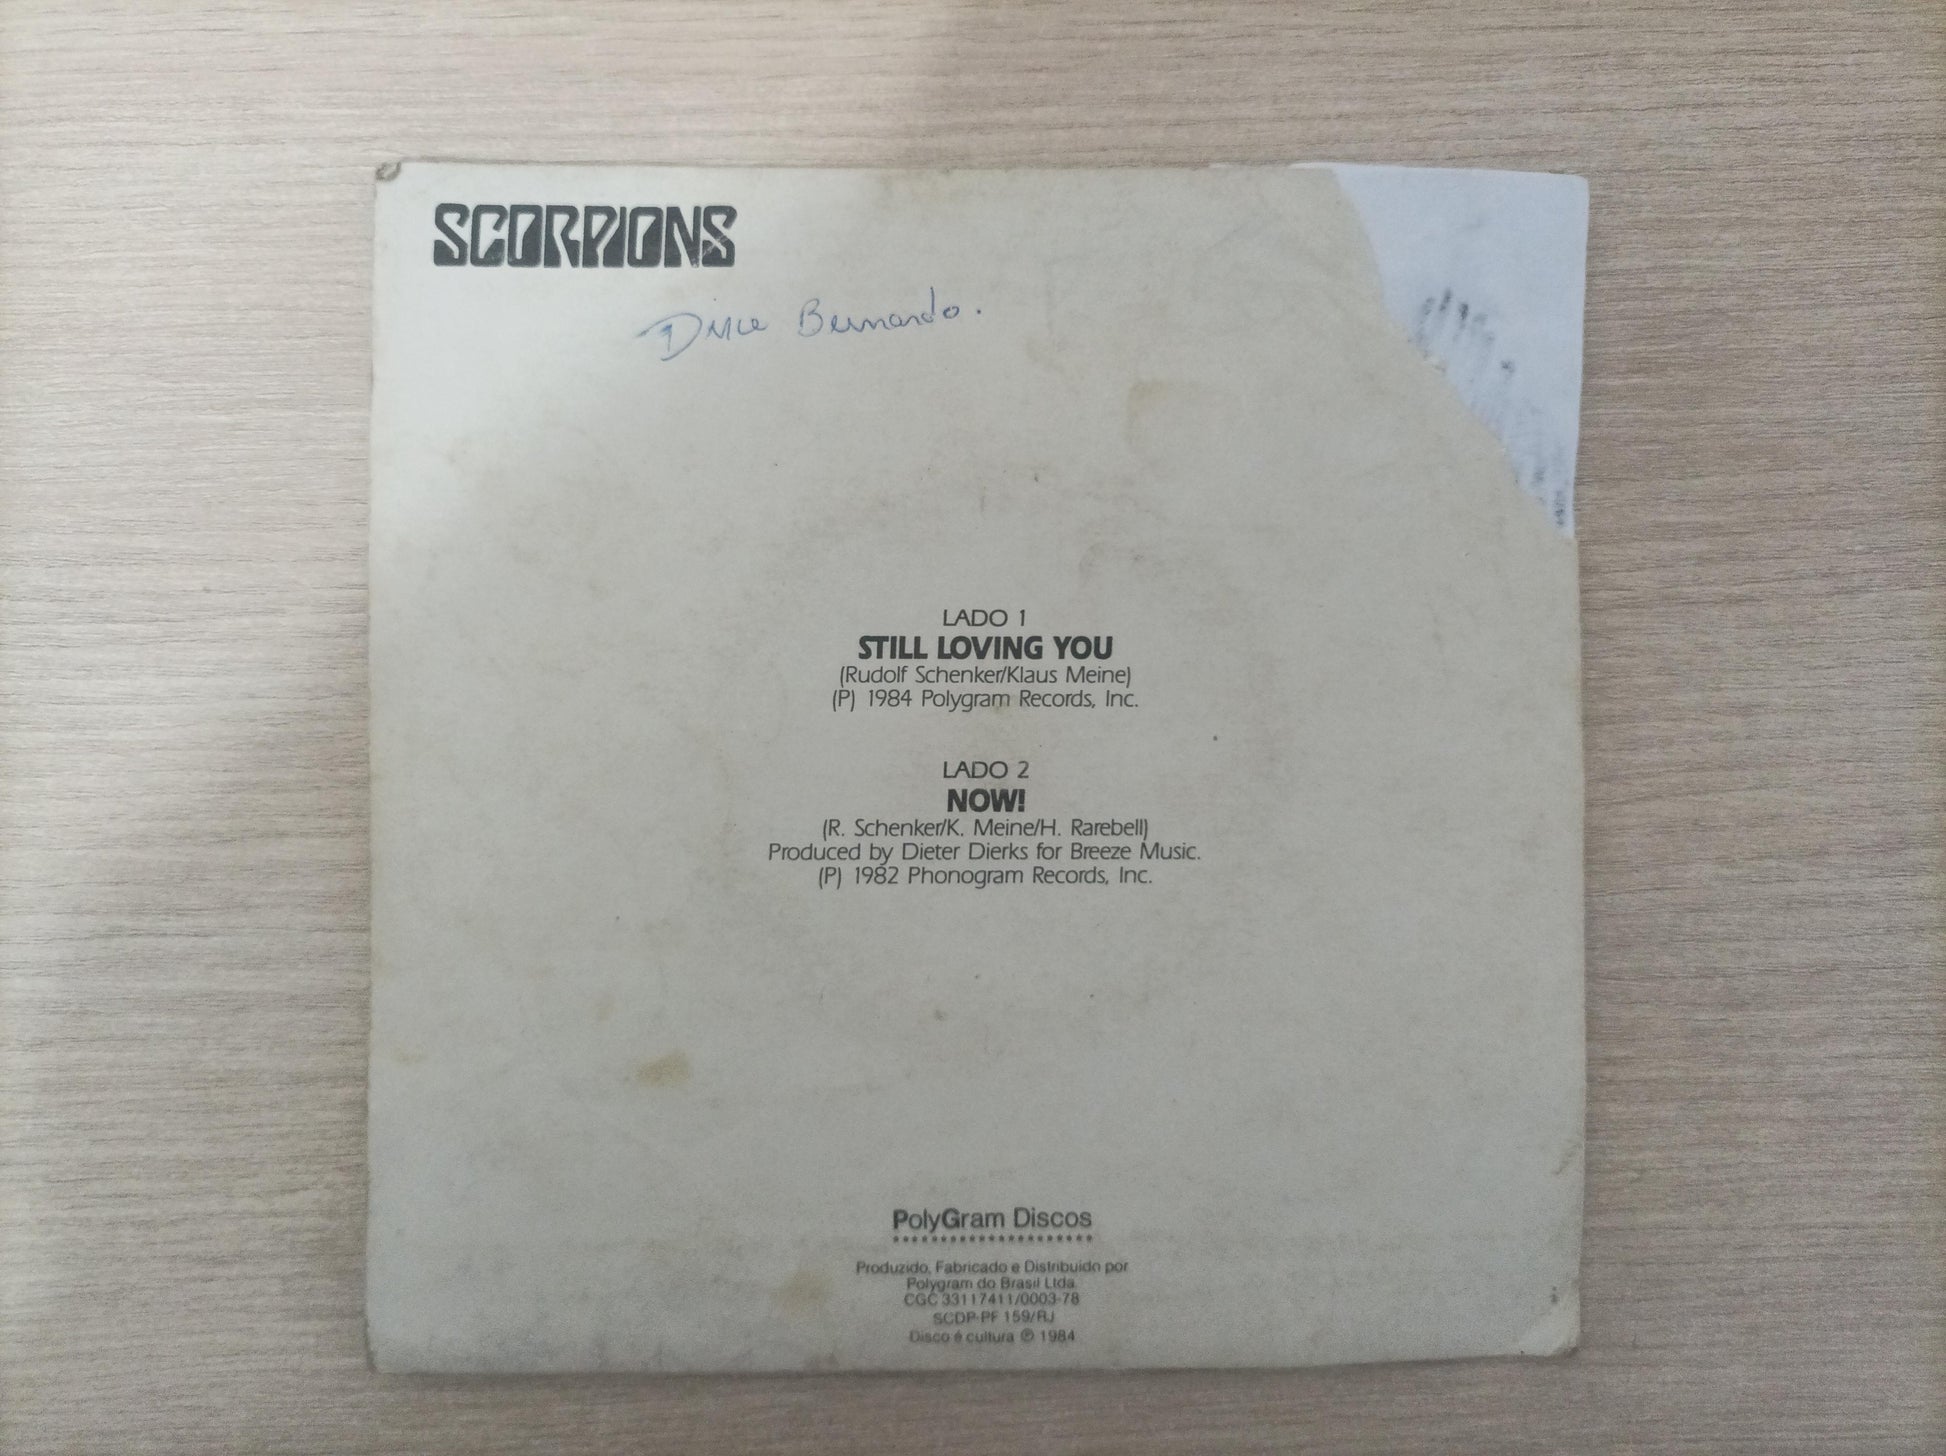 SCORPIONS
Bernardo.
LADO 1
STILL LOVING YOU
(Rudolf Schenker/Klaus Meine)
(P) 1984 Polygram Records, Inc.
LADO 2
NOW!
(R. Schenker/K. Meine/H. Rarebell)
Produced by Dieter Dierks for Breeze Music.
(P) 1982 Phonogram Records, Inc.
PolyGram Discos
Produzido, Fabricado e Distribuido por
Polygram do Brasil Ltda.
CGC 33117411/0003-78
SCDP-PF 159/RJ
Disco é cultura ℗ 1984